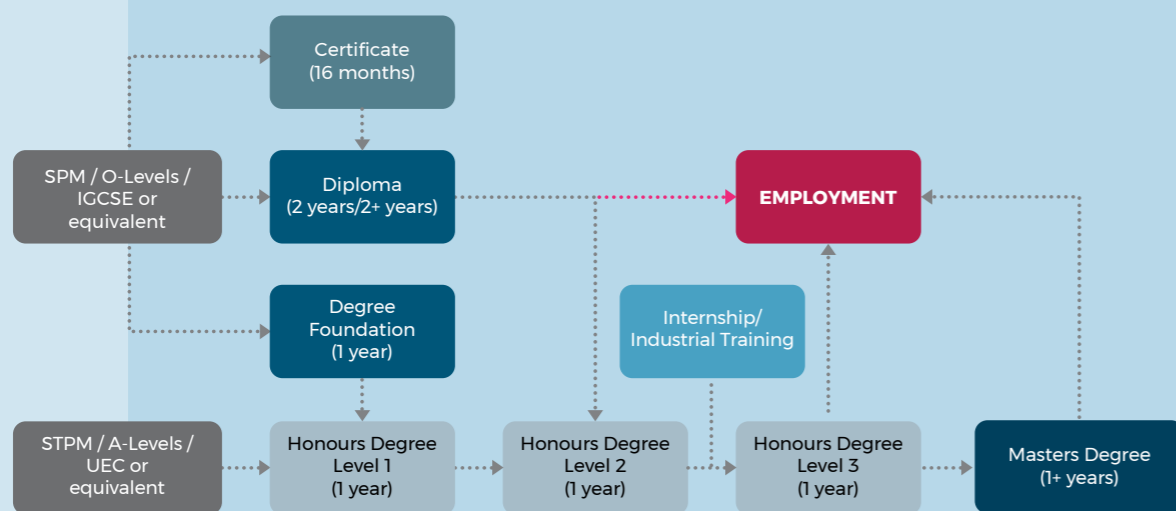 Certificate
(16 months)
SPM / O-Levels /
IGCSE or
equivalent
Diploma
(2 years/2+ years)
EMPLOYMENT
Degree
Foundation
(1 year)
Internship/
Industrial Training
STPM / A-Levels /
UEC or
equivalent
Honours Degree
Level 1
(1 year)
Honours Degree
Level 2
(1 year)
Honours Degree
Level 3
(1 year)
Masters Degree
(1+ years)